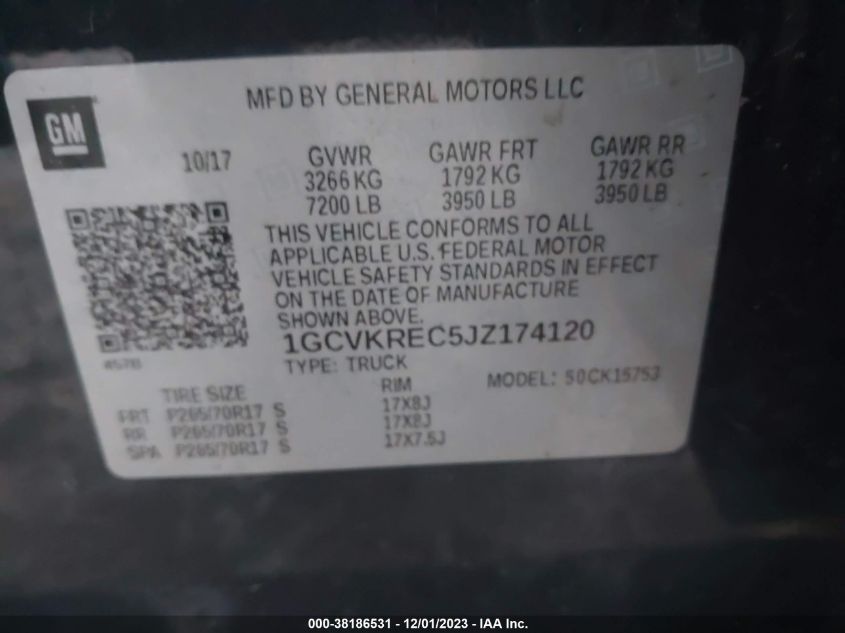 MFD BY GENERAL MOTORS LLC
GM
10/17 GVWR GAWR FRT GAWR RR
3266 KG 1792 KG 1792 KG
7200 LB 3950 LB 3950 LB
THIS VEHICLE CONFORMS TO ALL
APPLICABLE U.S. FEDERAL MOTOR
VEHICLE SAFETY STANDARDS IN EFFECT
ON THE DATE OF MANUFACTURE
SHOWN ABOVE.
1GCVKREC5JZ174120
TYPE: TRUCK MODEL: 50CK15753
TIRE SIZE RIM
FRT P265/70R17 S 17X8J
RR P265/70R17 S 17X8J
SPA P265/70R17 S 17X7.5J
000-38186531 - 12/01/2023 - IAA Inc.